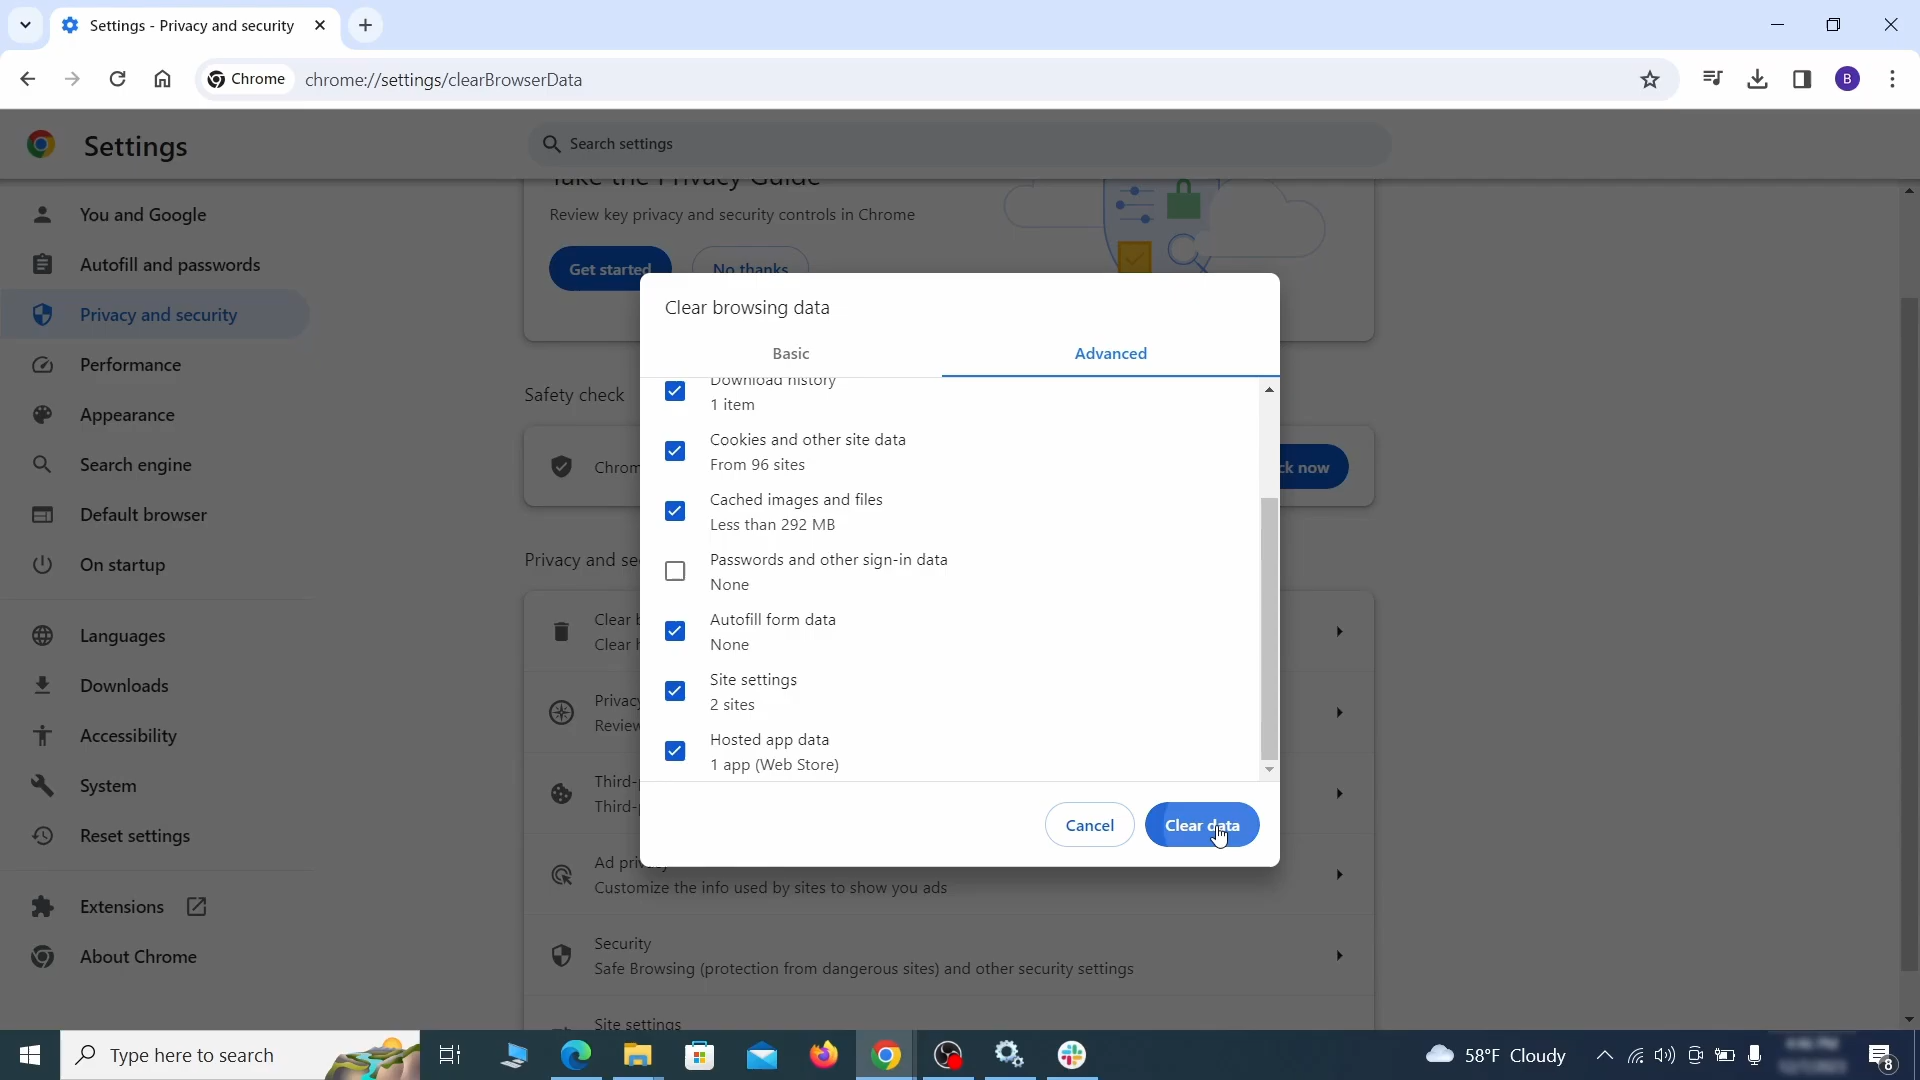 Settings - Privacy and security
Chrome
chrome://settings/clearBrowserData
B
Settings
Search settings
You and Google
Autofill and passwords
Privacy and security
Performance
Appearance
Search engine
Default browser
On startup
Languages
Downloads
Accessibility
System
Reset settings
Extensions
About Chrome
Take the Privacy Guide
Review key privacy and security controls in Chrome
Get started
No thanks
Safety check
Chrom
ck now
Privacy and se
Clear b
Clear h
Privacy
Review
Third-p
Third-p
Ad privacy
Customize the info used by sites to show you ads
Security
Safe Browsing (protection from dangerous sites) and other security settings
Site settings
Clear browsing data
Basic
Advanced
Download history
1 item
Cookies and other site data
From 96 sites
Cached images and files
Less than 292 MB
Passwords and other sign-in data
None
Autofill form data
None
Site settings
2 sites
Hosted app data
1 app (Web Store)
Cancel
Clear data
Type here to search
58°F Cloudy
8